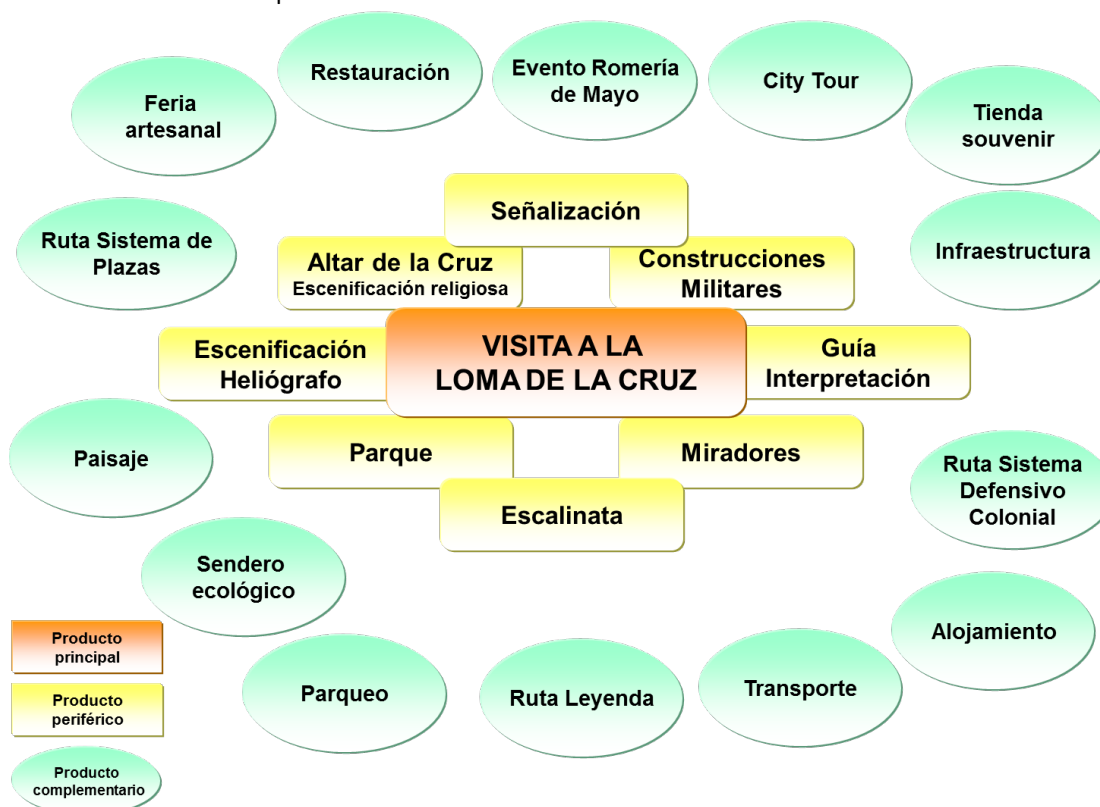 Restauración
Evento Romería
de Mayo
City Tour
Feria
artesanal
Tienda
souvenir
Señalización
Ruta Sistema de
Plazas
Altar de la Cruz
Escenificación religiosa
Construcciones
Militares
Infraestructura
Escenificación
Heliógrafo
VISITA A LA
LOMA DE LA CRUZ
Guía
Interpretación
Paisaje
Parque
Miradores
Ruta Sistema
Defensivo
Colonial
Escalinata
Sendero
ecológico
Alojamiento
Parqueo
Ruta Leyenda
Transporte
Producto
principal
Producto
periférico
Producto
complementario